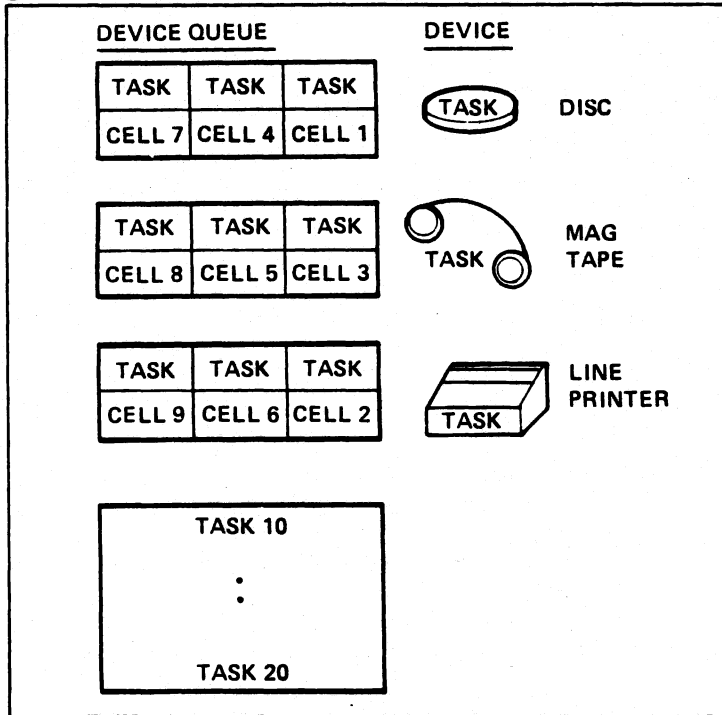 DEVICE QUEUE DEVICE
TASK TASK TASK
CELL 7 CELL 4 CELL 1
TASK DISC
TASK TASK TASK
CELL 8 CELL 5 CELL 3
TASK
MAG
TAPE
TASK TASK TASK
CELL 9 CELL 6 CELL 2
TASK
LINE
PRINTER
TASK 10
:
TASK 20